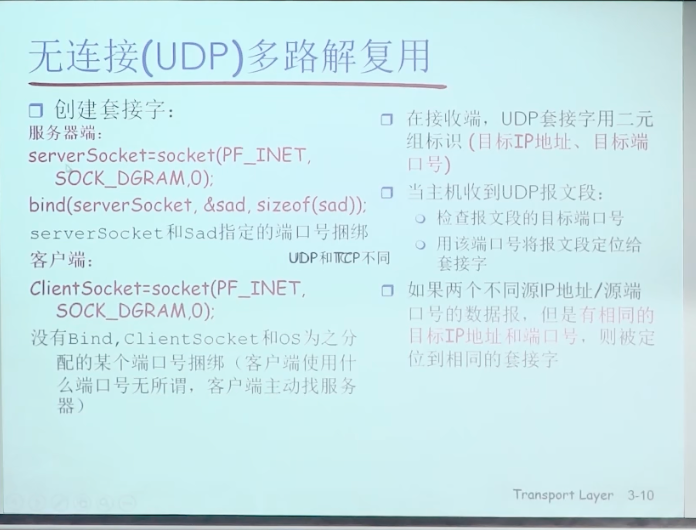 无连接(UDP)多路解复用
创建套接字：
服务器端：
serverSocket=socket(PF_INET,
SOCK_DGRAM,0);
bind(serverSocket, &sad, sizeof(sad));
serverSocket和Sad指定的端口号捆绑
客户端：
UDP和TCP不同
ClientSocket=socket(PF_INET,
SOCK_DGRAM,0);
没有Bind,ClientSocket和OS为之分
配的某个端口号捆绑（客户端使用什
么端口号无所谓，客户端主动找服务
器）
在接收端，UDP套接字用二元
组标识 (目标IP地址、目标端
口号)
当主机收到UDP报文段：
检查报文段的目标端口号
用该端口号将报文段定位给
套接字
如果两个不同源IP地址/源端
口号的数据报，但是有相同的
目标IP地址和端口号，则被定
位到相同的套接字
Transport Layer 3-10